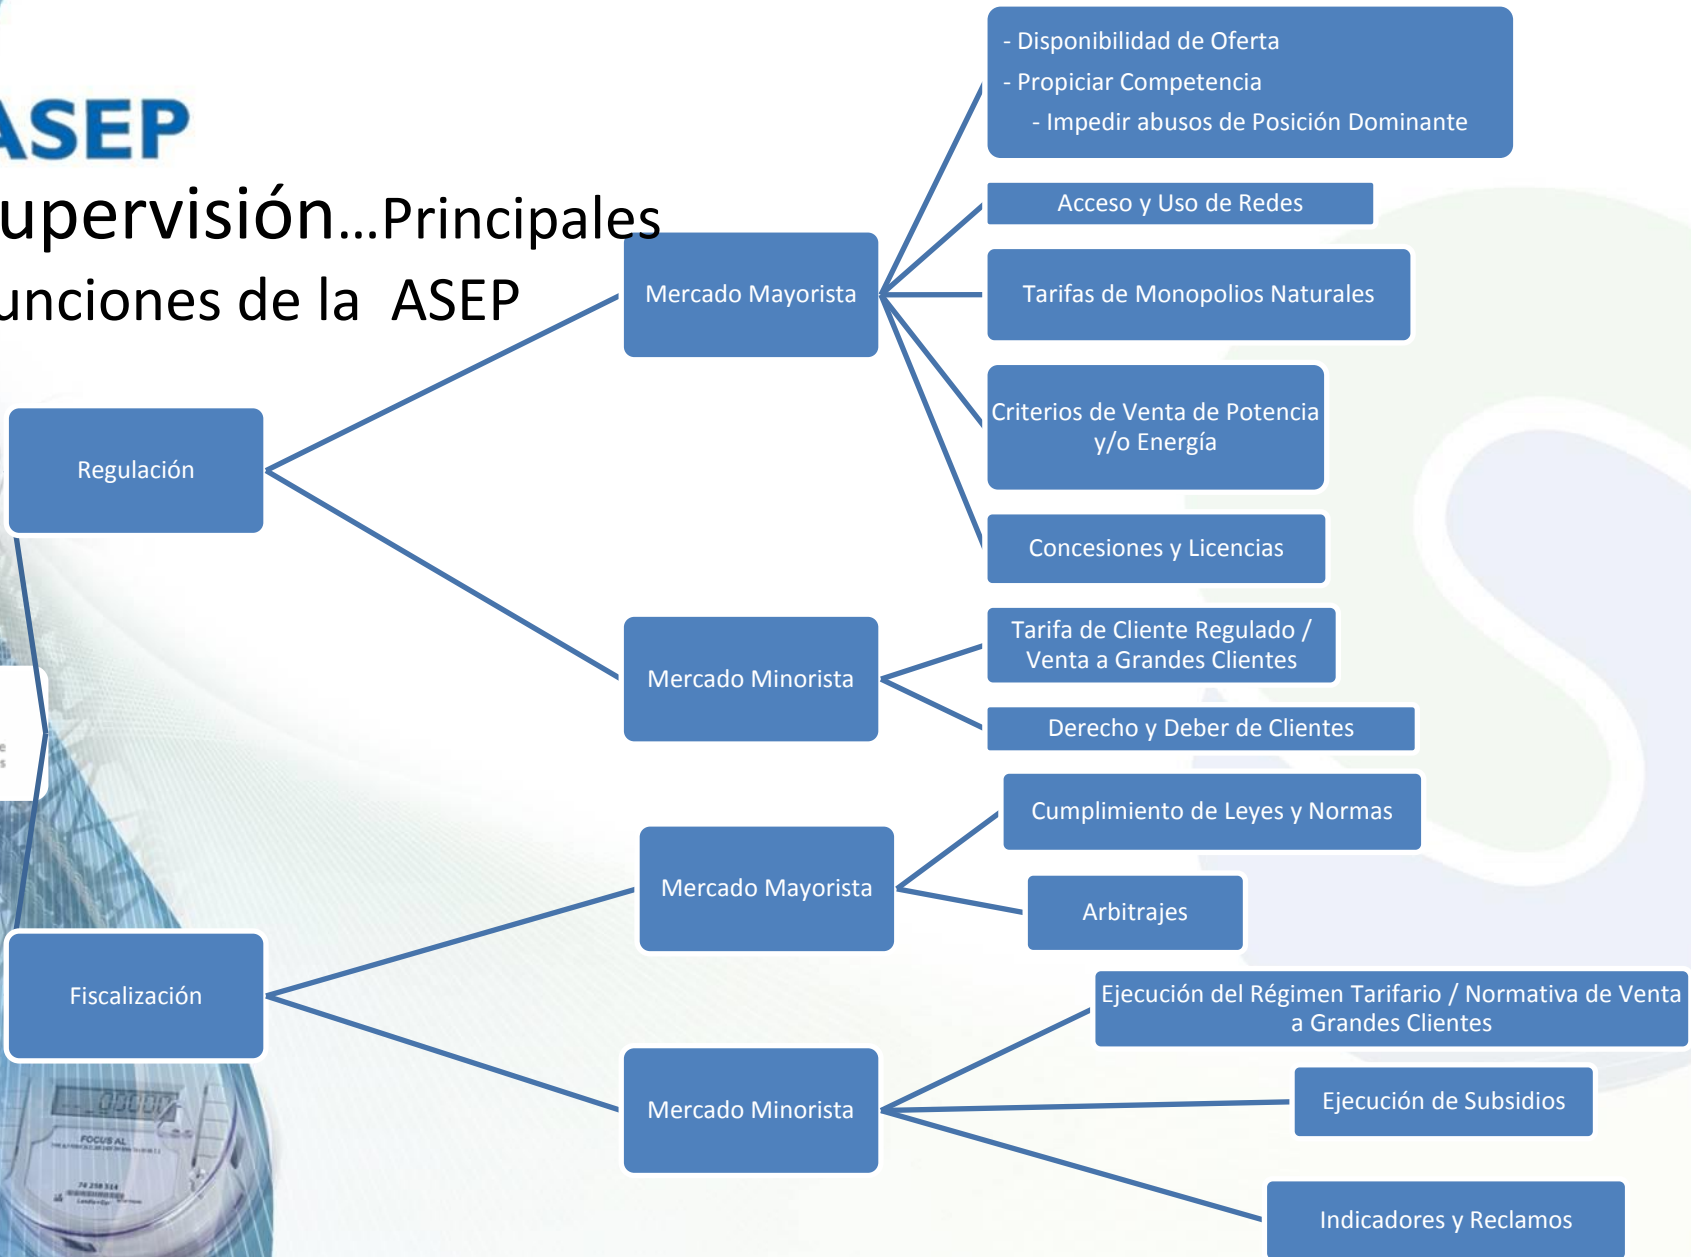 ASEP
upervisión...Principales
unciones de la ASEP
- Disponibilidad de Oferta
- Propiciar Competencia
- Impedir abusos de Posición Dominante
Acceso y Uso de Redes
Mercado Mayorista
Tarifas de Monopolios Naturales
Criterios de Venta de Potencia
y/o Energía
Regulación
Concesiones y Licencias
Tarifa de Cliente Regulado /
Venta a Grandes Clientes
Mercado Minorista
Derecho y Deber de Clientes
Cumplimiento de Leyes y Normas
Mercado Mayorista
Arbitrajes
Fiscalización
Ejecución del Régimen Tarifario / Normativa de Venta
a Grandes Clientes
Mercado Minorista
Ejecución de Subsidios
Indicadores y Reclamos
FOCUS AL
74 258 514